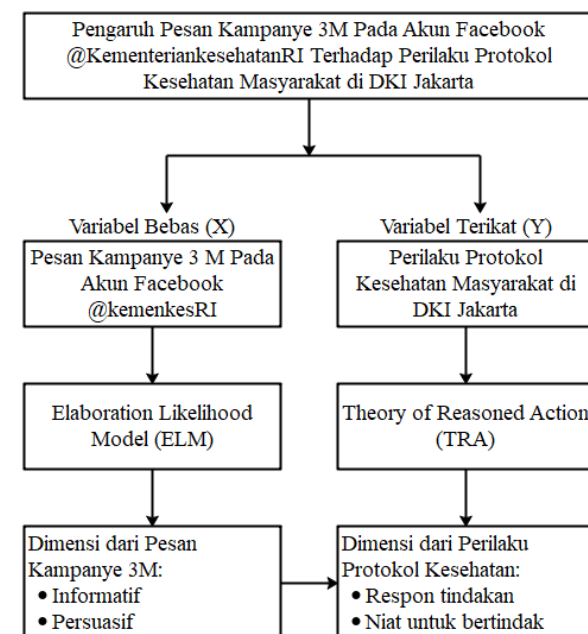 Pengaruh Pesan Kampanye 3M Pada Akun Facebook
@KementeriankesehatanRI Terhadap Perilaku Protokol
Kesehatan Masyarakat di DKI Jakarta
Variabel Bebas (X)
Pesan Kampanye 3 M Pada
Akun Facebook
@kemenkesRI
Variabel Terikat (Y)
Perilaku Protokol
Kesehatan Masyarakat di
DKI Jakarta
Elaboration Likelihood
Model (ELM)
Theory of Reasoned Action
(TRA)
Dimensi dari Pesan
Kampanye 3M:
• Informatif
• Persuasif
Dimensi dari Perilaku
Protokol Kesehatan:
• Respon tindakan
• Niat untuk bertindak